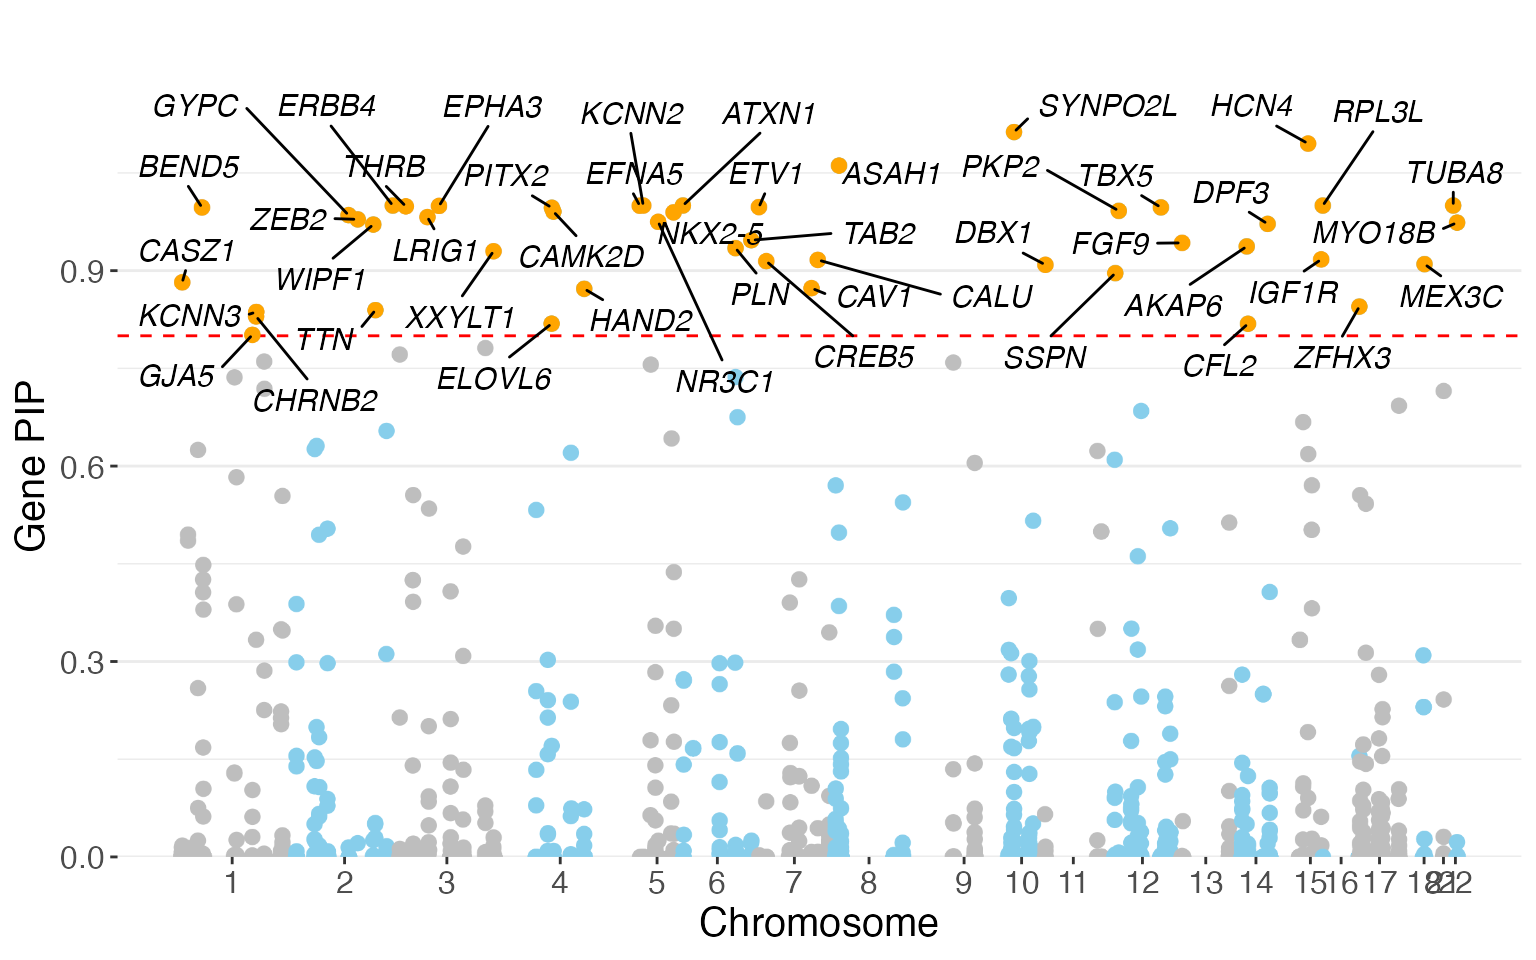 GYPC ERBB4 EPHA3 KCNN2 ATXN1 SYNPO2L HCN4 RPL3L
BEND5 THRB PITX2 EFNA5 ETV1 ASAH1 PKP2 TBX5 DPF3 TUBA8
ZEB2 LRIG1 CAMK2D NKX2-5 TAB2 DBX1 FGF9 MYO18B
CASZ1 WIPF1 XXYLT1 HAND2 PLN CAV1 CALU AKAP6 IGF1R MEX3C
KCNN3 TTN ELOVL6 NR3C1 CREB5 SSPN CFL2 ZFHX3
GJA5 CHRNB2
Gene PIP
0.9
0.6
0.3
0.0
1 2 3 4 5 6 7 8 9 10 11 12 13 14 15 16 17 18 22
Chromosome